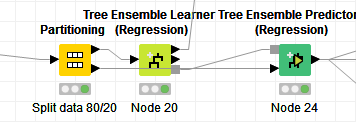 Tree Ensemble Learner Tree Ensemble Predictor
Partitioning (Regression) (Regression)
Split data 80/20 Node 20 Node 24